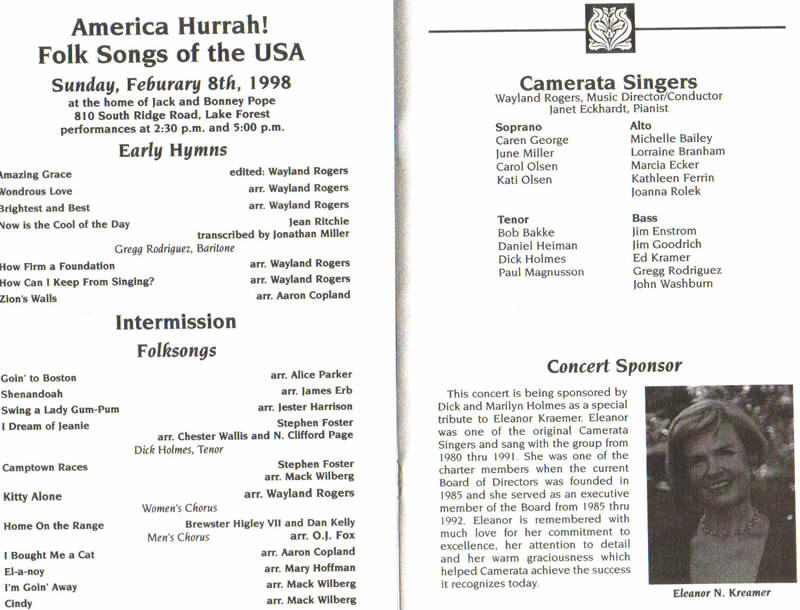 America Hurrah!
Folk Songs of the USA
Sunday, Feburary 8th, 1998
at the home of Jack and Bonney Pope
810 South Ridge Road, Lake Forest
performances at 2:30 p.m. and 5:00 p.m.
Early Hymns
Amazing Grace edited: Wayland Rogers
Wondrous Love arr. Wayland Rogers
Brightest and Best arr. Wayland Rogers
Now is the Cool of the Day Jean Ritchie
transcribed by Jonathan Miller
Gregg Rodriguez, Baritone
How Firm a Foundation arr. Wayland Rogers
How Can I Keep From Singing? arr. Wayland Rogers
Zion's Walls arr. Aaron Copland
Intermission
Folksongs
Goin' to Boston arr. Alice Parker
Shenandoah arr. James Erb
Swing a Lady Gum-Pum arr. Jester Harrison
I Dream of Jeanie Stephen Foster
arr. Chester Wallis and N. Clifford Page
Dick Holmes, Tenor
Camptown Races Stephen Foster
arr. Mack Wilberg
Kitty Alone arr. Wayland Rogers
Women's Chorus
Home On the Range Brewster Higley VII and Dan Kelly
Men's Chorus arr. O.J. Fox
I Bought Me a Cat arr. Aaron Copland
El-a-noy arr. Mary Hoffman
I'm Goin' Away arr. Mack Wilberg
Cindy arr. Mack Wilberg
Camerata Singers
Wayland Rogers, Music Director/Conductor
Janet Eckhardt, Pianist
Soprano
Caren George
June Miller
Carol Olsen
Kati Olsen
Alto
Michelle Bailey
Lorraine Branham
Marcia Ecker
Kathleen Ferrin
Joanna Rolek
Tenor
Bob Bakke
Daniel Heiman
Dick Holmes
Paul Magnusson
Bass
Jim Enstrom
Jim Goodrich
Ed Kramer
Gregg Rodriguez
John Washburn
Concert Sponsor
This concert is being sponsored by
Dick and Marilyn Holmes as a special
tribute to Eleanor Kraemer. Eleanor
was one of the original Camerata
Singers and sang with the group from
1980 thru 1991. She was one of the
charter members when the current
Board of Directors was founded in
1985 and she served as an executive
member of the Board from 1985 thru
1992. Eleanor is remembered with
much love for her commitment to
excellence, her attention to detail
and her warm graciousness which
helped Camerata achieve the success
it recognizes today.
Eleanor N. Kreamer